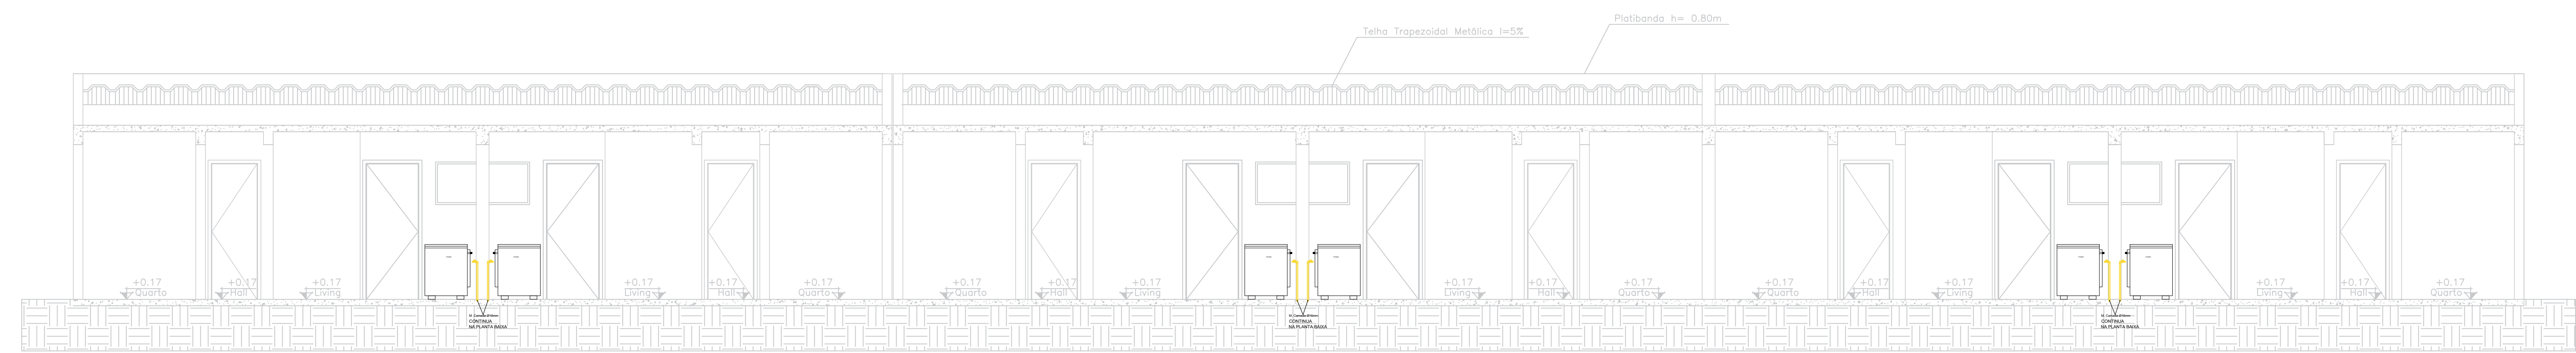 Platibanda h= 0.80m
Telha Trapezoidal Metálica I=5%
+0,17
Quarto
+0,17
Hall
+0,17
Living
+0,17
Living
+0,17
Hall
+0,17
Quarto
+0,17
Quarto
+0,17
Hall
+0,17
Living
+0,17
Living
+0,17
Hall
+0,17
Quarto
+0,17
Quarto
+0,17
Hall
+0,17
Living
+0,17
Living
+0,17
Hall
+0,17
Quarto
CONTINUA
NA PLANTA BAIXA
CONTINUA
NA PLANTA BAIXA
CONTINUA
NA PLANTA BAIXA